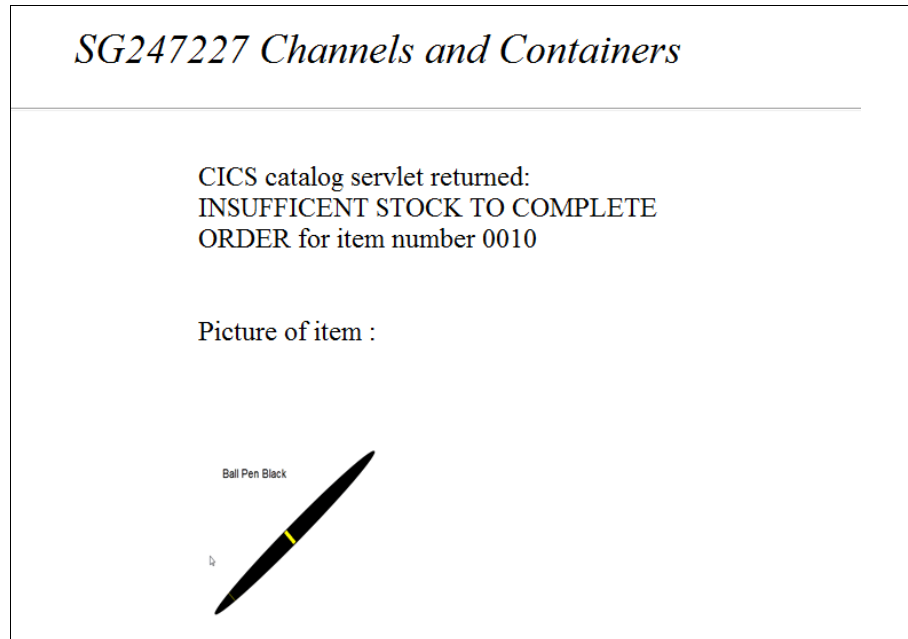 SG247227 Channels and Containers
CICS catalog servlet returned:
INSUFFICENT STOCK TO COMPLETE
ORDER for item number 0010
Picture of item :
Ball Pen Black